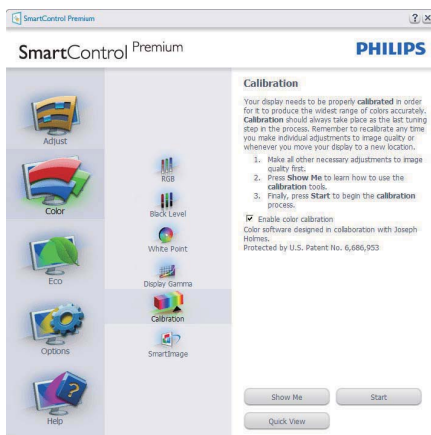 SmartControl Premium
SmartControl Premium
PHILIPS
Adjust
Color
Eco
Options
Help
RGB
Black Level
White Point
Display Gamma
Calibration
SmartImage
Calibration
Your display needs to be properly calibrated in order
for it to produce the widest range of colors accurately.
Calibration should always take place as the last tuning
step in the process. Remember to recalibrate any time
you make individual adjustments to image quality or
whenever you move your display to a new location.
1. Make all other necessary adjustments to image
quality first.
2. Press Show Me to learn how to use the
calibration tools.
3. Finally, press Start to begin the calibration
process.
Enable color calibration
Color software designed in collaboration with Joseph
Holmes.
Protected by U.S. Patent No. 6,686,953
Show Me
Start
Quick View